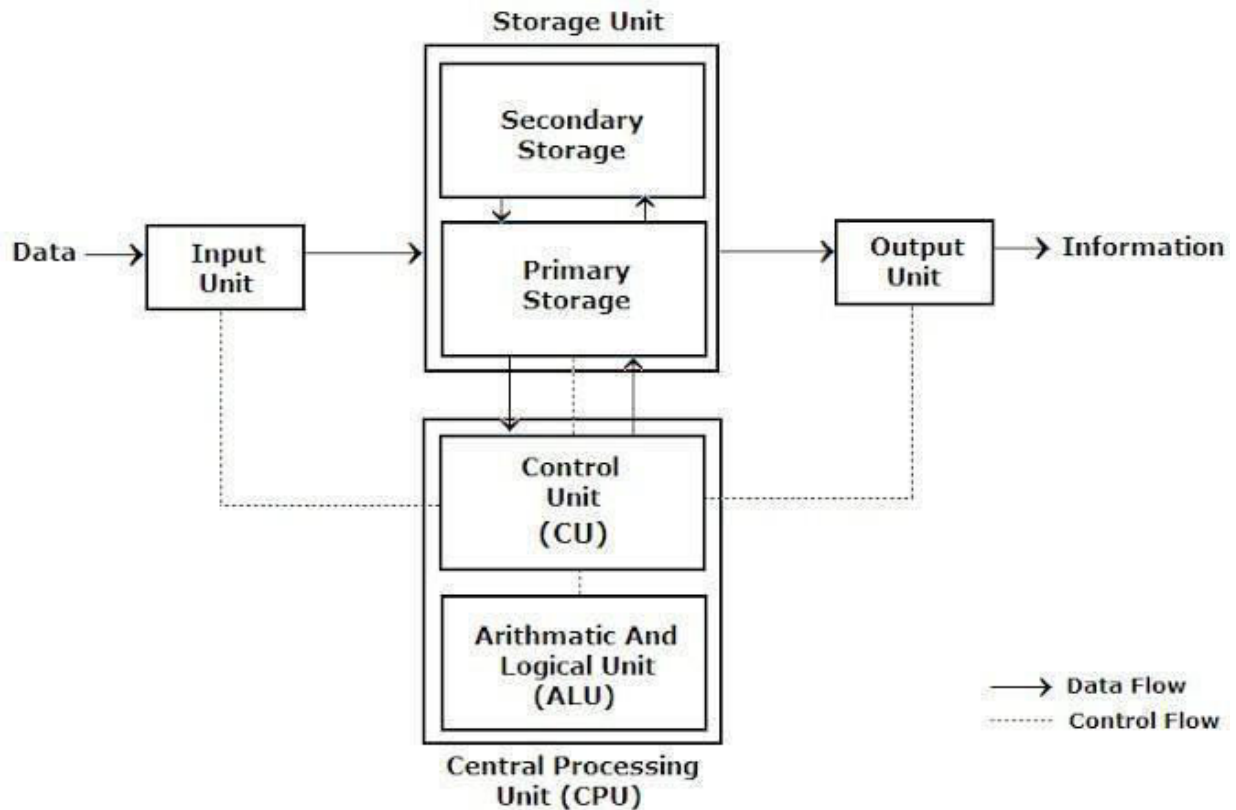 Storage Unit
Secondary
Storage
Data
Input
Unit
Primary
Storage
Output
Unit
Information
Control
Unit
(CU)
Arithmatic And
Logical Unit
(ALU)
Data Flow
Control Flow
Central Processing
Unit (CPU)